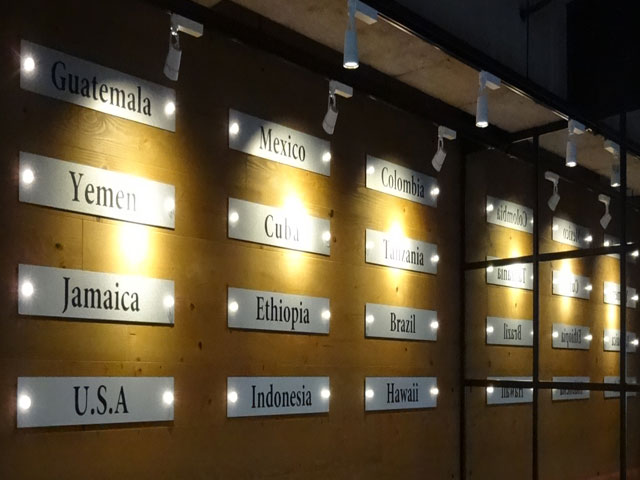 Guatemala
Yemen
Jamaica
U.S.A
Mexico
Cuba
Ethiopia
Indonesia
Colombia
Tanzania
Brazil
Hawaii